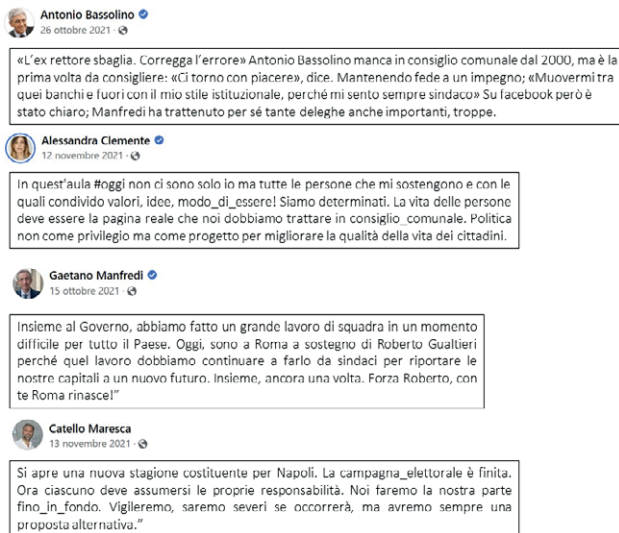 Antonio Bassolino
26 ottobre 2021 ·
«L'ex rettore sbaglia. Corregga l'errore» Antonio Bassolino manca in consiglio comunale dal 2000, ma è la
prima volta da consigliere: «Ci torno con piacere», dice. Mantenendo fede a un impegno; «Muovermi tra
quei banchi e fuori con il mio stile istituzionale, perché mi sento sempre sindaco» Su facebook però è
stato chiaro; Manfredi ha trattenuto per sé tante deleghe anche importanti, troppe.
Alessandra Clemente
12 novembre 2021 ·
In quest'aula #oggi non ci sono solo io ma tutte le persone che mi sostengono e con le
quali condivido valori, idee, modo_di_essere! Siamo determinati. La vita delle persone
deve essere la pagina reale che noi dobbiamo trattare in consiglio_comunale. Politica
non come privilegio ma come progetto per migliorare la qualità della vita dei cittadini.
Gaetano Manfredi
15 ottobre 2021 ·
Insieme al Governo, abbiamo fatto un grande lavoro di squadra in un momento
difficile per tutto il Paese. Oggi, sono a Roma a sostegno di Roberto Gualtieri
perché quel lavoro dobbiamo continuare a farlo da sindaci per riportare le
nostre capitali a un nuovo futuro. Insieme, ancora una volta. Forza Roberto, con
te Roma rinasce!”
Catello Maresca
13 novembre 2021 ·
Si apre una nuova stagione costituente per Napoli. La campagna_elettorale è finita.
Ora ciascuno deve assumersi le proprie responsabilità. Noi faremo la nostra parte
fino_in_fondo. Vigileremo, saremo severi se occorrerà, ma avremo sempre una
proposta alternativa.”